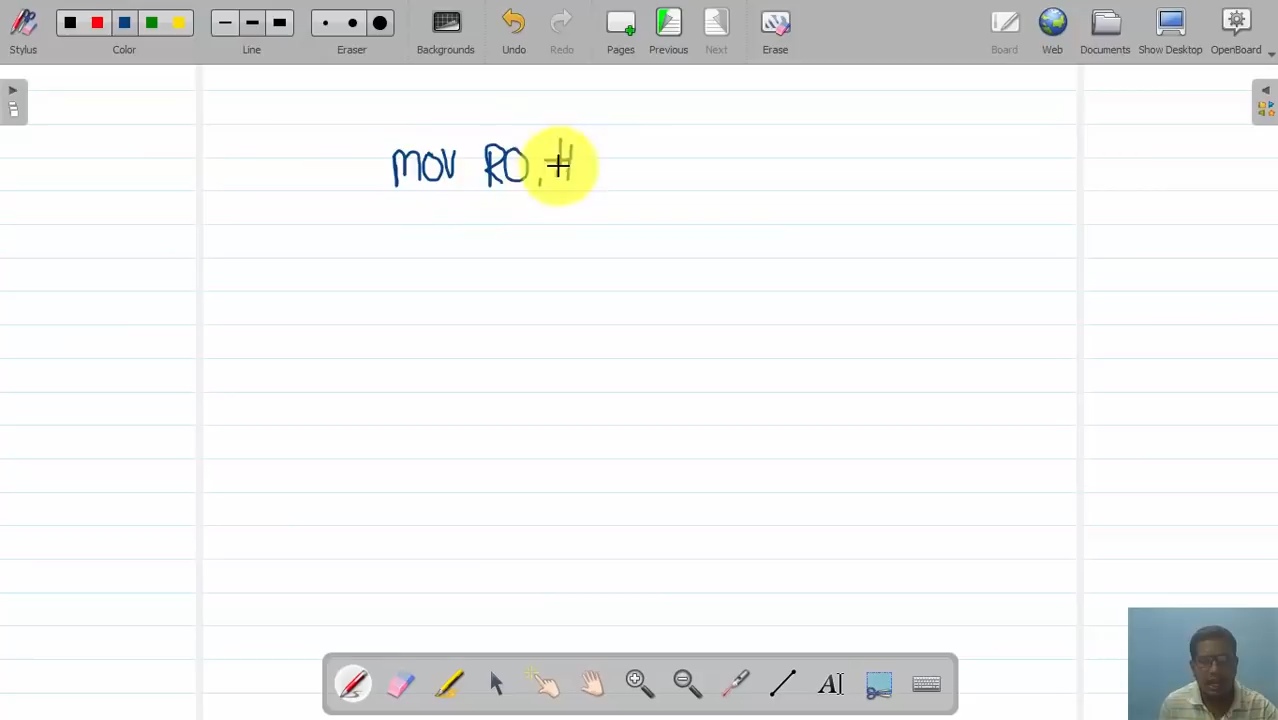 Stylus
Color
Line
Eraser
Backgrounds
Undo
Redo
Pages
Previous
Next
Erase
Board
Web
Documents
Show Desktop
OpenBoard
mov R0,